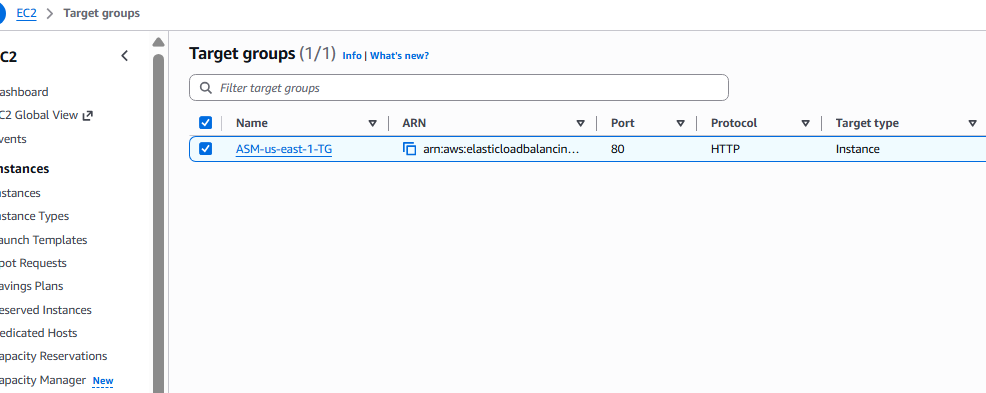 EC2 > Target groups
C2
ashboard
C2 Global View
vents
nstances
nstances
nstance Types
aunch Templates
pot Requests
avings Plans
eserved Instances
edicated Hosts
apacity Reservations
apacity Manager New
Target groups (1/1) Info | What's new?
Filter target groups
Name ARN Port Protocol Target type
ASM-us-east-1-TG arn:aws:elasticloadbalancin... 80 HTTP Instance